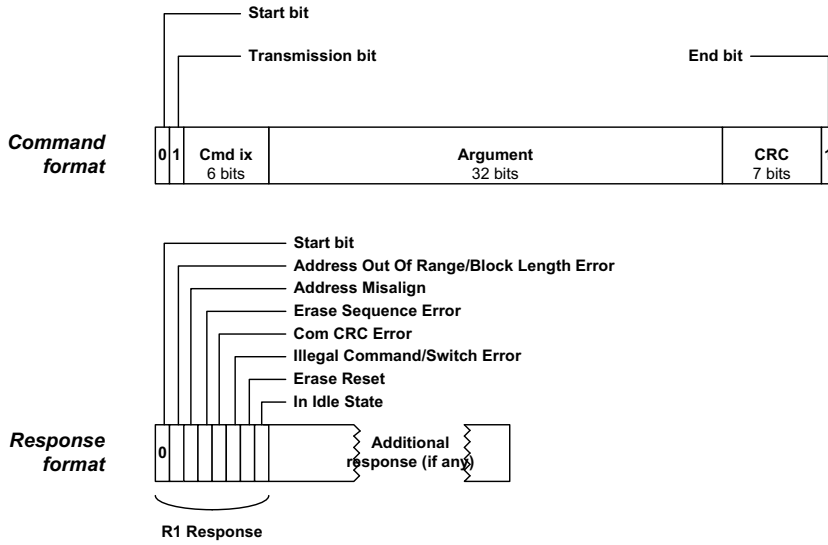 Start bit
Transmission bit
End bit
Command
format
0 1 Cmd ix Argument CRC 1
6 bits 32 bits 7 bits
Start bit
Address Out Of Range/Block Length Error
Address Misalign
Erase Sequence Error
Com CRC Error
Illegal Command/Switch Error
Erase Reset
In Idle State
Response
format
0
Additional
response (if any)
R1 Response